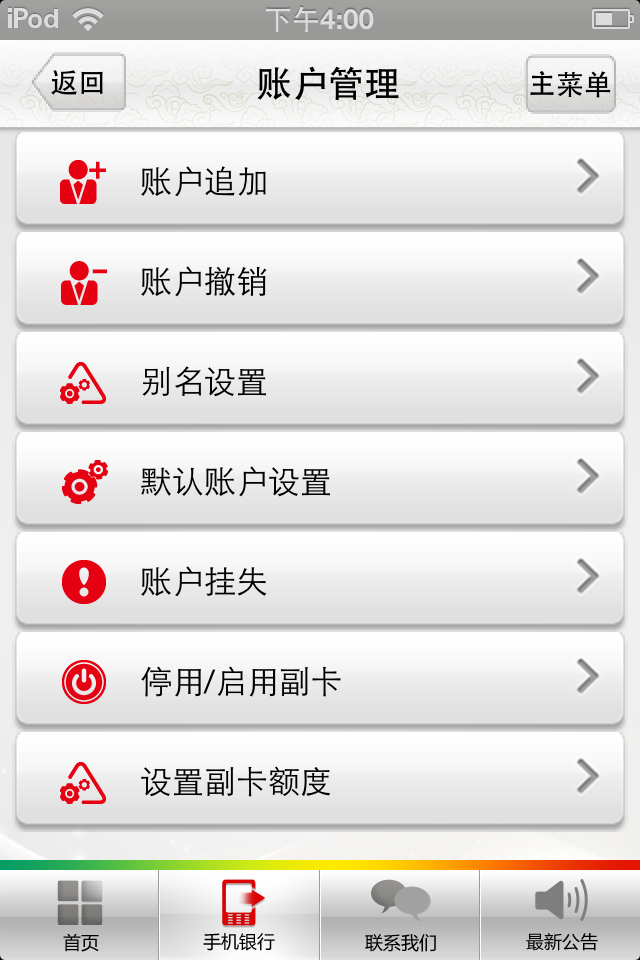 iPod 下午4:00
返回 账户管理 主菜单
账户追加
账户撤销
别名设置
默认账户设置
账户挂失
停用/启用副卡
设置副卡额度
首页 手机银行 联系我们 最新公告